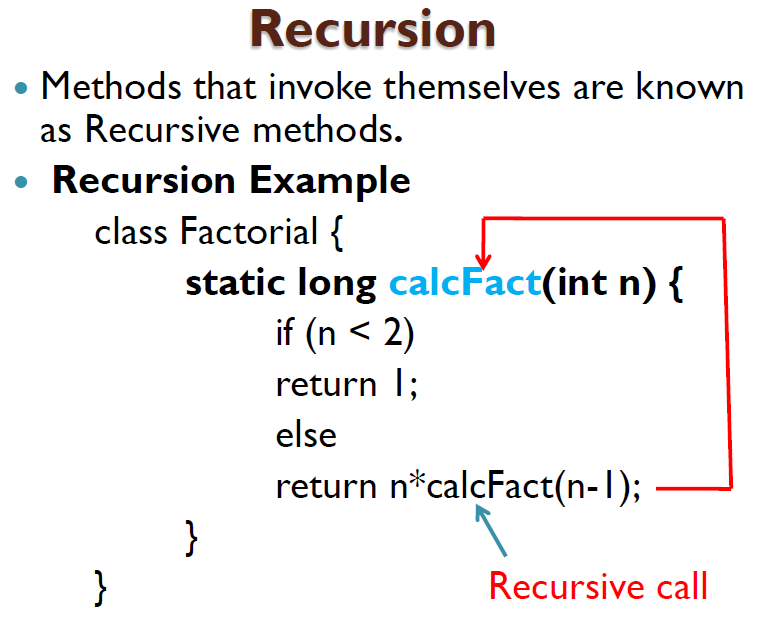 Recursion
• Methods that invoke themselves are known
as Recursive methods.
• Recursion Example
class Factorial {
static long calcFact(int n) {
if (n < 2)
return 1;
else
return n*calcFact(n-1);
}
Recursive call
}